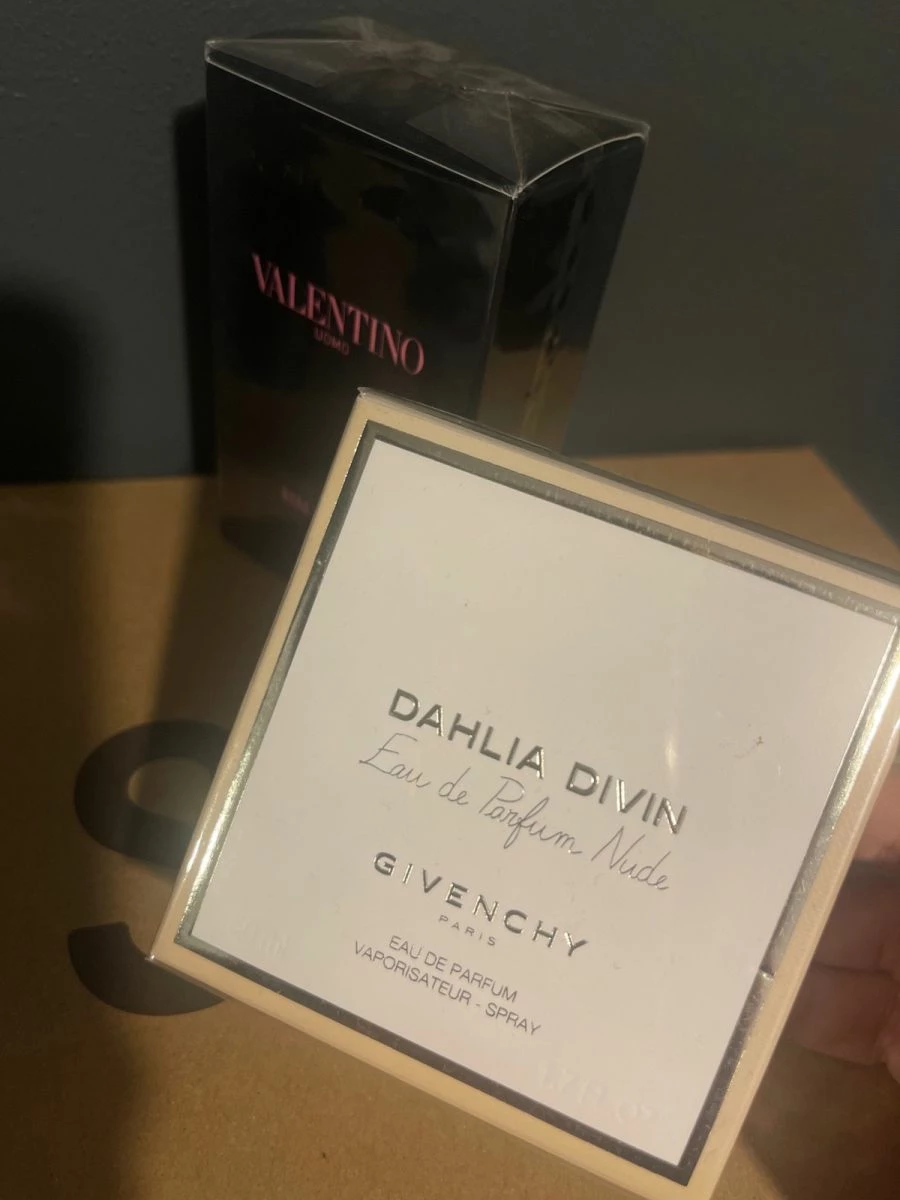 VALENTINO
UOMO
DAHLIA DIVIN
Eau de Parfum Nude
GIVENCHY
PARIS
EAU DE PARFUM
VAPORISATEUR - SPRAY